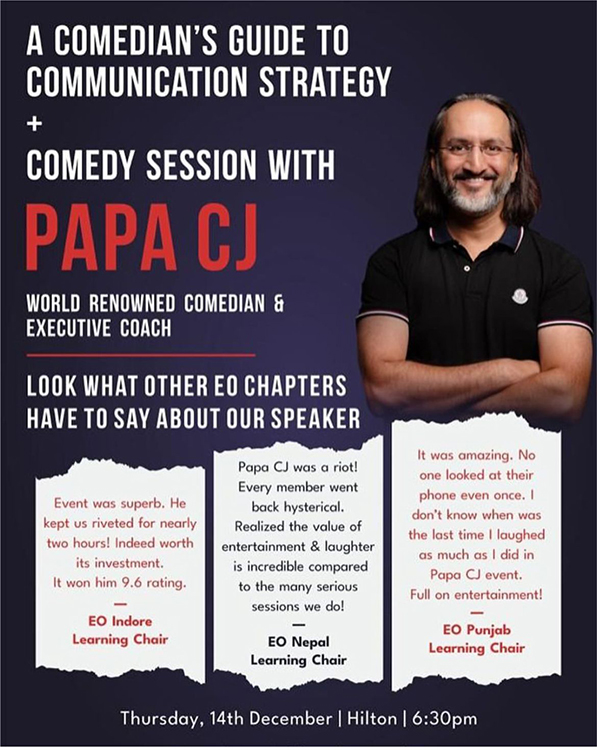 A COMEDIAN'S GUIDE TO
COMMUNICATION STRATEGY
+
COMEDY SESSION WITH
PAPA CJ
WORLD RENOWNED COMEDIAN &
EXECUTIVE COACH
LOOK WHAT OTHER EO CHAPTERS
HAVE TO SAY ABOUT OUR SPEAKER
Event was superb. He
kept us riveted for nearly
two hours! Indeed worth
its investment.
It won him 9.6 rating.
—
EO Indore
Learning Chair
Papa CJ was a riot!
Every member went
back hysterical.
Realized the value of
entertainment & laughter
is incredible compared
to the many serious
sessions we do!
—
EO Nepal
Learning Chair
It was amazing. No
one looked at their
phone even once. I
don't know when was
the last time I laughed
as much as I did in
Papa CJ event.
Full on entertainment!
—
EO Punjab
Learning Chair
Thursday, 14th December | Hilton | 6:30pm